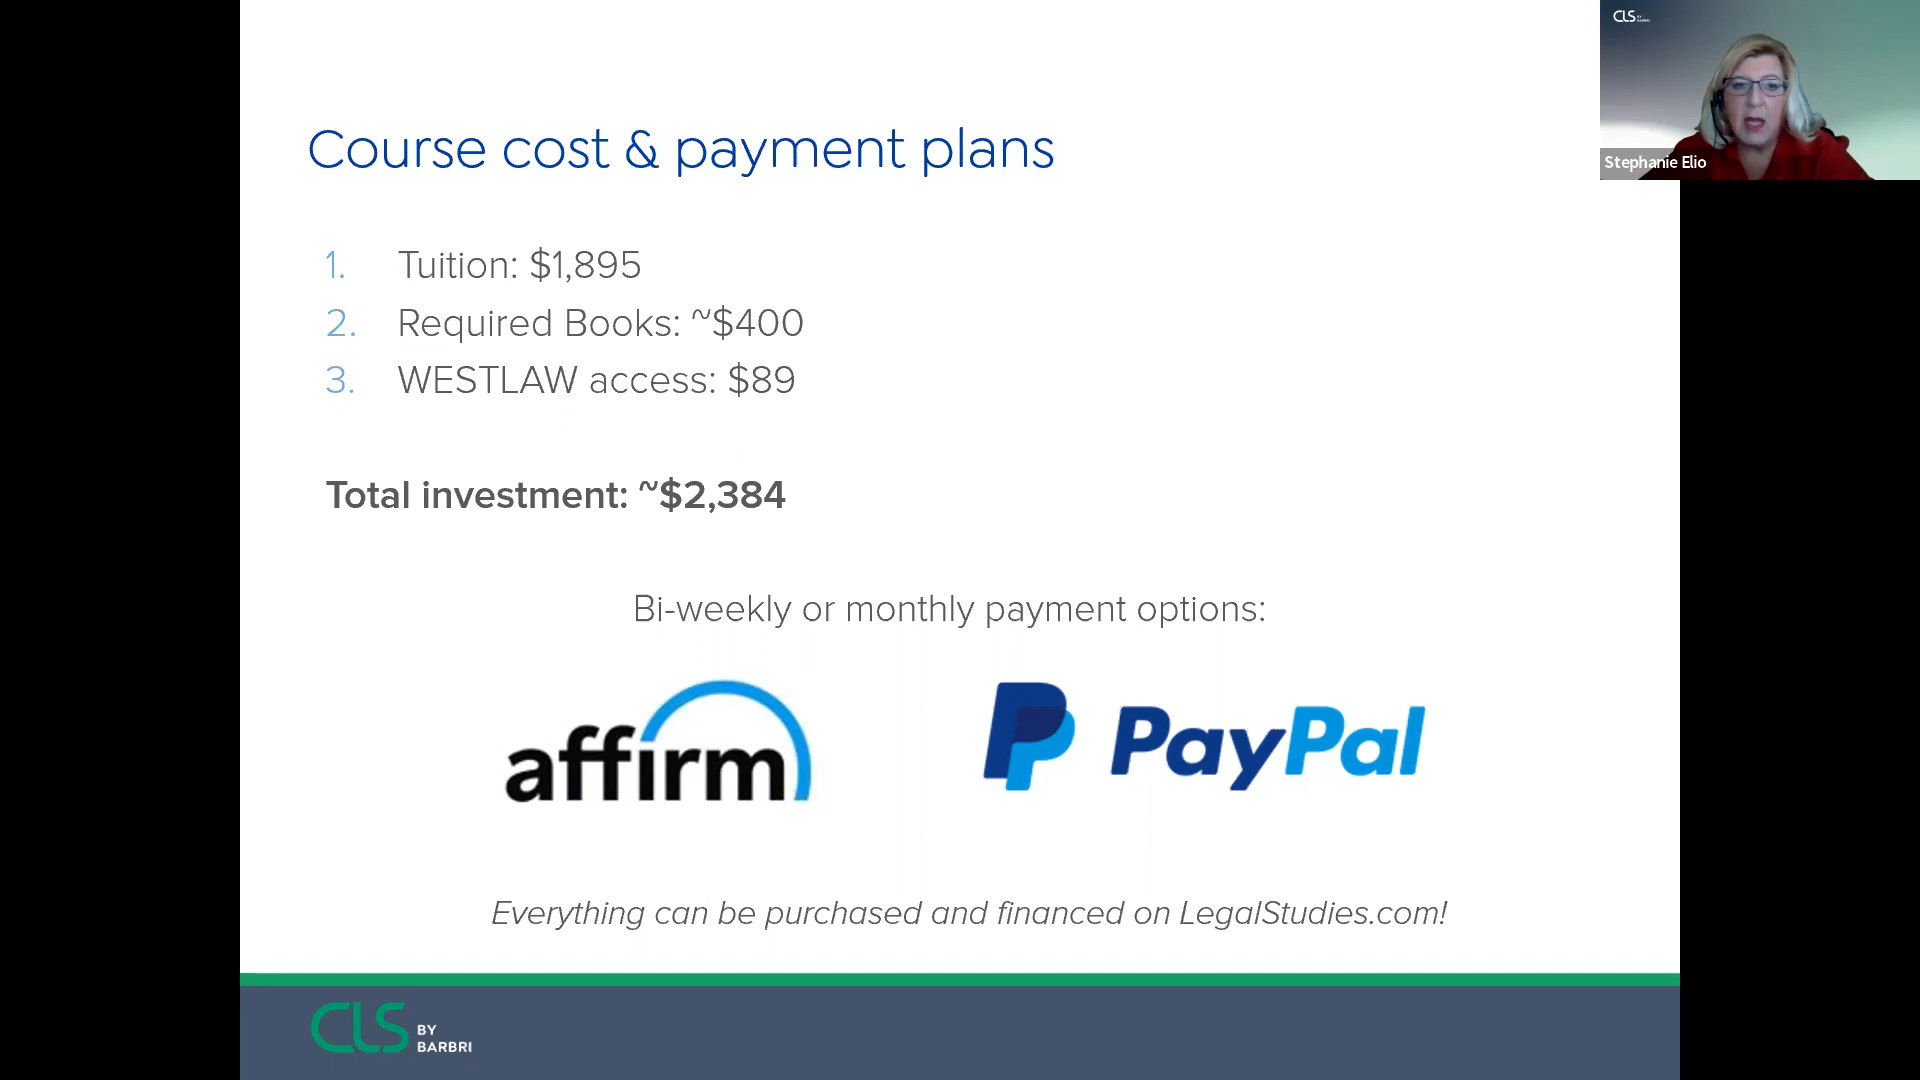 CLS
Stephanie Elio
Course cost & payment plans
1. Tuition: $1,895
2. Required Books: ~$400
3. WESTLAW access: $89
Total investment: ~$2,384
Bi-weekly or monthly payment options:
affirm
PayPal
Everything can be purchased and financed on LegalStudies.com!
CLS BY
BARBRI